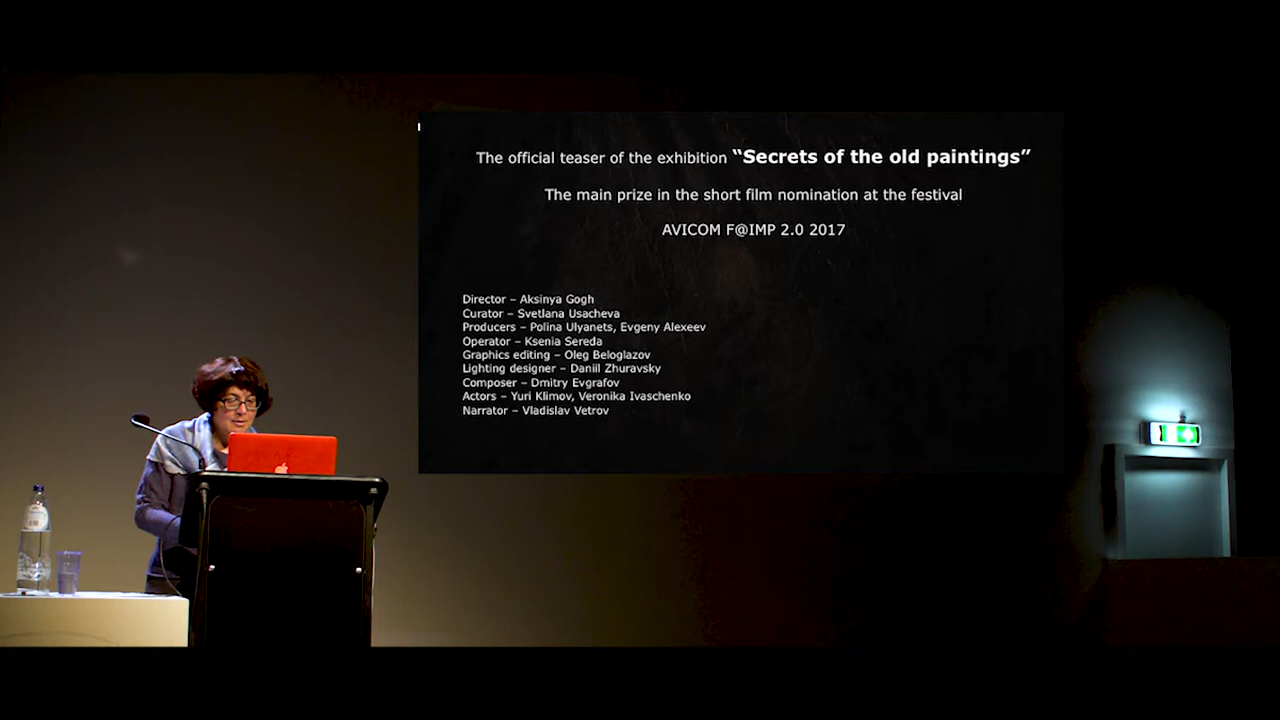 The official teaser of the exhibition “Secrets of the old paintings”
The main prize in the short film nomination at the festival
AVICOM F@IMP 2.0 2017
Director – Aksinya Gogh
Curator – Svetlana Usacheva
Producers – Polina Ulyanets, Evgeny Alexeev
Operator – Ksenia Sereda
Graphics editing – Oleg Beloglazov
Lighting designer – Daniil Zhuravsky
Composer – Dmitry Evgrafov
Actors – Yuri Klimov, Veronika Ivaschenko
Narrator – Vladislav Vetrov